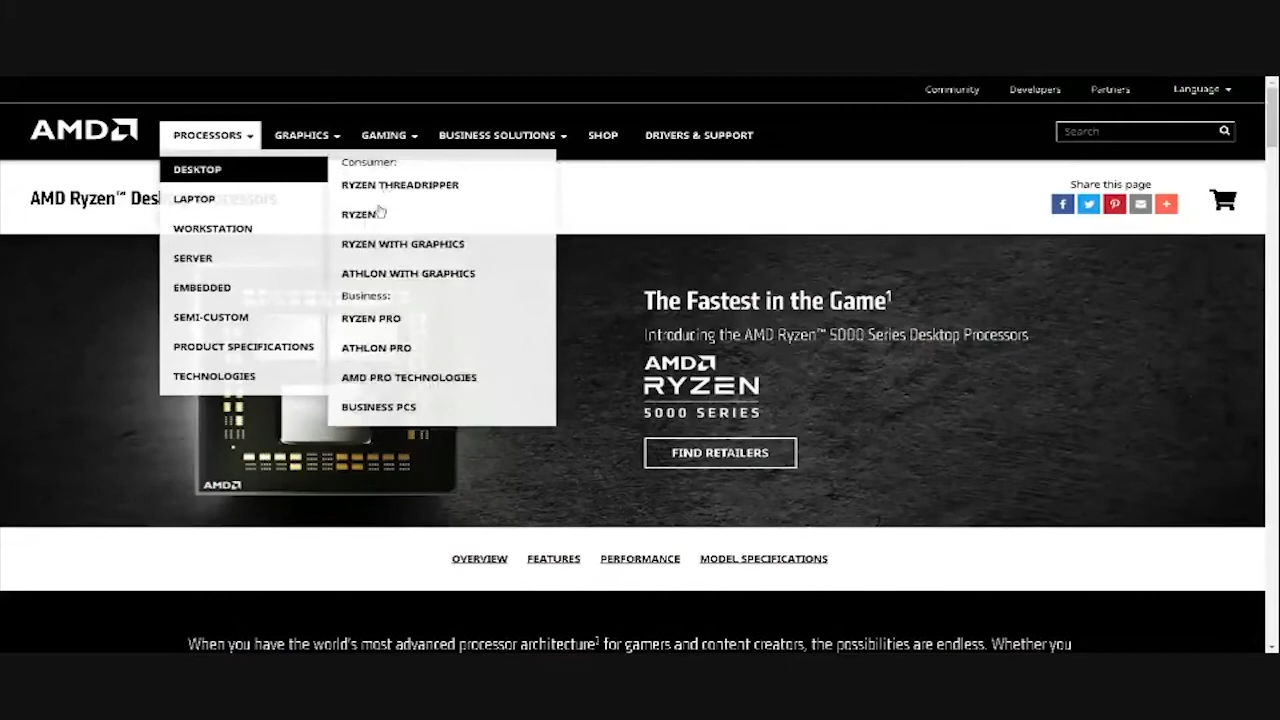 Community Developers Partners Language
AMD PROCESSORS GRAPHICS GAMING BUSINESS SOLUTIONS SHOP DRIVERS & SUPPORT Search
DESKTOP
LAPTOP
WORKSTATION
SERVER
EMBEDDED
SEMI-CUSTOM
PRODUCT SPECIFICATIONS
TECHNOLOGIES
Consumer:
RYZEN THREADRIPPER
RYZEN
RYZEN WITH GRAPHICS
ATHLON WITH GRAPHICS
Business:
RYZEN PRO
ATHLON PRO
AMD PRO TECHNOLOGIES
BUSINESS PCS
AMD Ryzen™ Desktop Processors
Share this page
The Fastest in the Game¹
Introducing the AMD Ryzen™ 5000 Series Desktop Processors
AMD
RYZEN
5000 SERIES
FIND RETAILERS
AMD
OVERVIEW FEATURES PERFORMANCE MODEL SPECIFICATIONS
When you have the world's most advanced processor architecture² for gamers and content creators, the possibilities are endless. Whether you